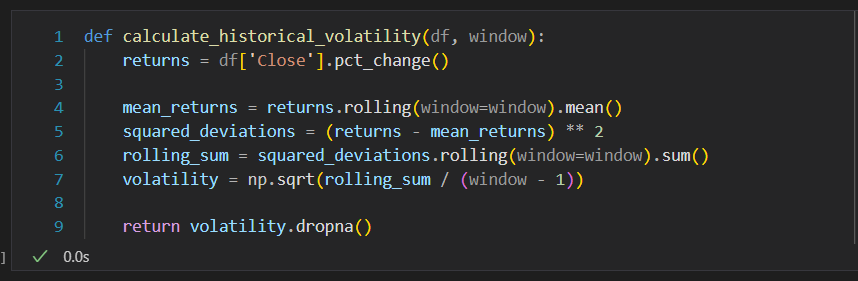 1 def calculate_historical_volatility(df, window):
2     returns = df['Close'].pct_change()
3
4     mean_returns = returns.rolling(window=window).mean()
5     squared_deviations = (returns - mean_returns) ** 2
6     rolling_sum = squared_deviations.rolling(window=window).sum()
7     volatility = np.sqrt(rolling_sum / (window - 1))
8
9     return volatility.dropna()
] ✓ 0.0s